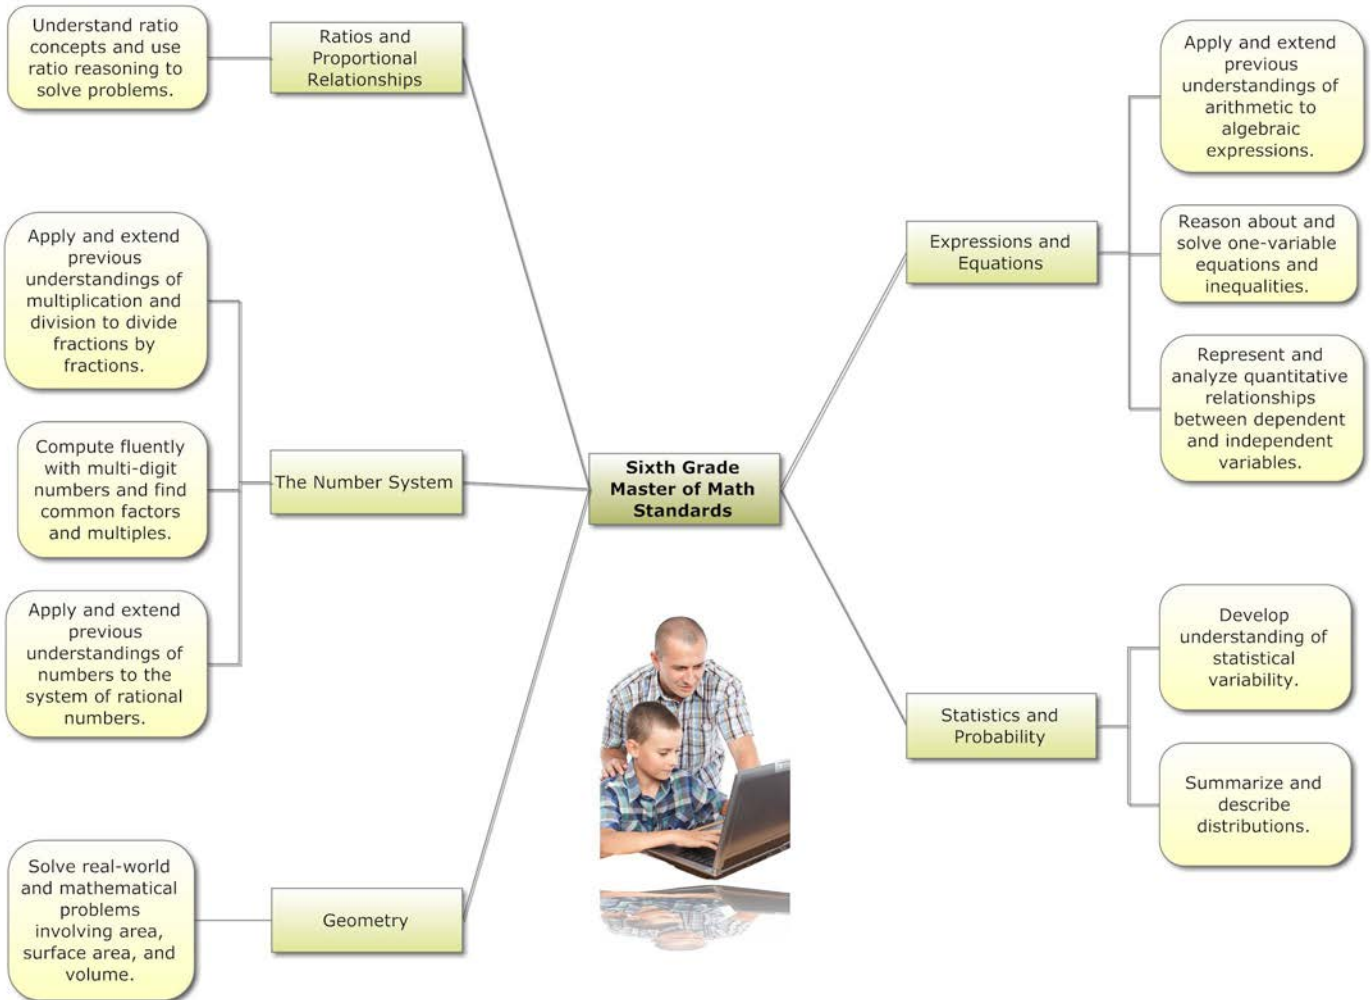 Understand ratio
concepts and use
ratio reasoning to
solve problems.
Ratios and
Proportional
Relationships
Apply and extend
previous
understandings of
multiplication and
division to divide
fractions by
fractions.
Compute fluently
with multi-digit
numbers and find
common factors
and multiples.
The Number System
Apply and extend
previous
understandings of
numbers to the
system of rational
numbers.
Solve real-world
and mathematical
problems
involving area,
surface area, and
volume.
Geometry
Sixth Grade
Master of Math
Standards
Expressions and
Equations
Apply and extend
previous
understandings of
arithmetic to
algebraic
expressions.
Reason about and
solve one-variable
equations and
inequalities.
Represent and
analyze quantitative
relationships
between dependent
and independent
variables.
Statistics and
Probability
Develop
understanding of
statistical
variability.
Summarize and
describe
distributions.